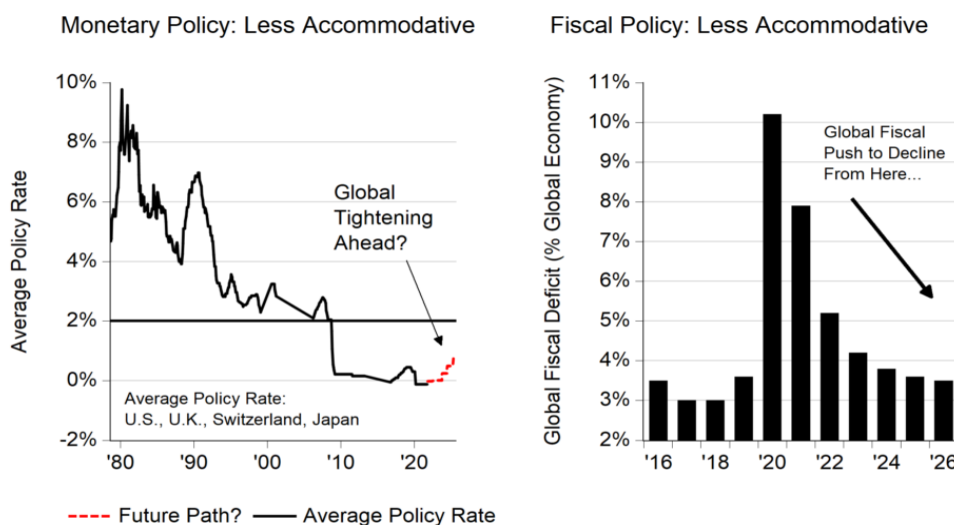 Monetary Policy: Less Accommodative
Average Policy Rate
10%
8%
6%
4%
2%
0%
-2%
Global
Tightening
Ahead?
Average Policy Rate:
U.S., U.K., Switzerland, Japan
'80 '90 '00 '10 '20
Future Path? Average Policy Rate
Fiscal Policy: Less Accommodative
Global Fiscal Deficit (% Global Economy)
11%
10%
9%
8%
7%
6%
5%
4%
3%
2%
Global Fiscal
Push to Decline
From Here...
'16 '18 '20 '22 '24 '26